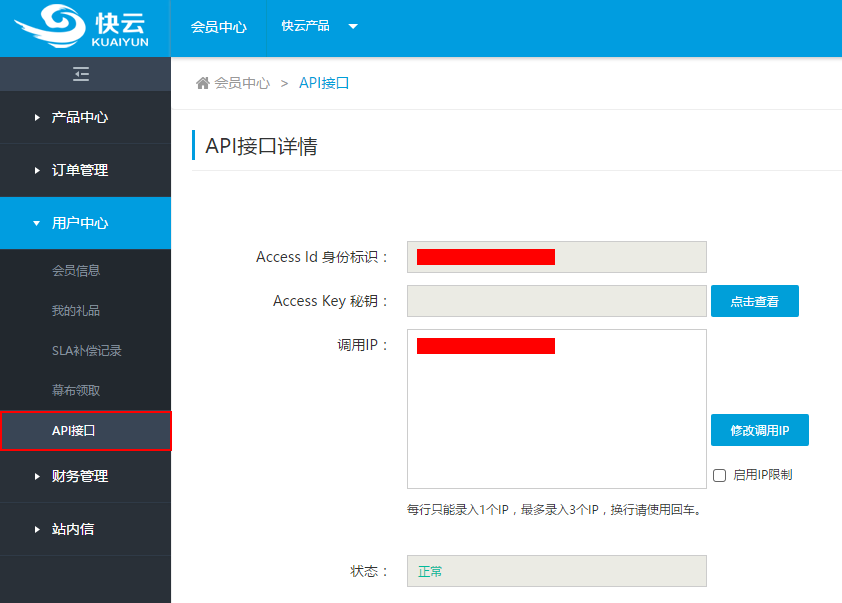 快云
KUAIYUN
会员中心
快云产品
产品中心
订单管理
用户中心
会员信息
我的礼品
SLA补偿记录
幕布领取
API接口
财务管理
站内信
会员中心 > API接口
API接口详情
Access Id 身份标识：
Access Key 秘钥：
点击查看
调用IP：
修改调用IP
启用IP限制
每行只能录入1个IP，最多录入3个IP，换行请使用回车。
状态：
正常